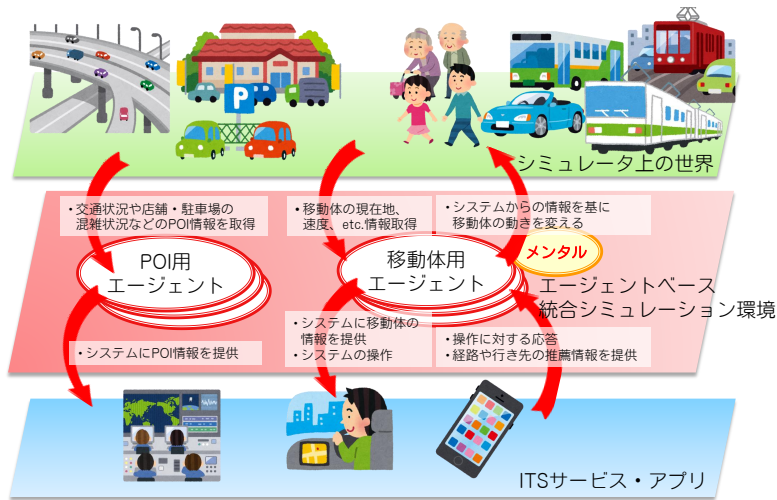 P
シミュレータ上の世界
•交通状況や店舗・駐車場の
混雑状況などのPOI情報を取得
•移動体の現在地、
速度、etc.情報取得
•システムからの情報を基に
移動体の動きを変える
メンタル
POI用
エージェント
移動体用
エージェント
エージェントベース
統合シミュレーション環境
•システムにPOI情報を提供
•システムに移動体の
情報を提供
•システムの操作
•操作に対する応答
•経路や行き先の推薦情報を提供
ITSサービス・アプリ